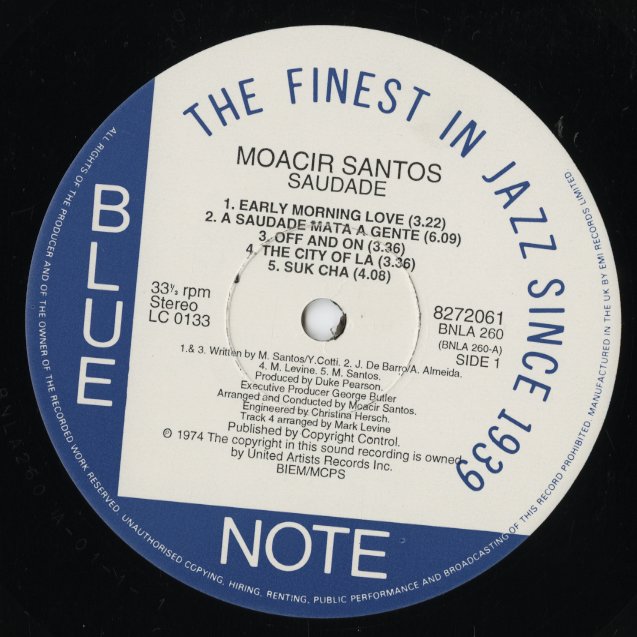 THE FINEST IN JAZZ SINCE 1939
MOACIR SANTOS
SAUDADE
1. EARLY MORNING LOVE (3.22)
2. A SAUDADE MATA A GENTE (6.09)
3. OFF AND ON (3.36)
4. THE CITY OF LA (3.36)
5. SUK CHA (4.08)
33⅓ rpm
Stereo
LC 0133
8272061
BNLA 260
(BNLA 260-A)
SIDE 1
1.& 3. Written by M. Santos/Y.Cotti. 2. J. De Barro/A. Almeida.
4. M. Levine. 5. M. Santos.
Produced by Duke Pearson.
Executive Producer George Butler
Arranged and Conducted by Moacir Santos.
Engineered by Christina Hersch.
Track 4 arranged by Mark Levine
Published by Copyright Control.
℗ 1974 The copyright in this sound recording is owned
by United Artists Records Inc.
BIEM/MCPS
BLUE
NOTE
ALL RIGHTS OF THE PRODUCER AND OF THE OWNER OF THE RECORDED WORK RESERVED. UNAUTHORISED COPYING, HIRING, RENTING, PUBLIC PERFORMANCE AND BROADCASTING OF THIS RECORD PROHIBITED. MANUFACTURED IN THE UK BY EMI RECORDS LIMITED